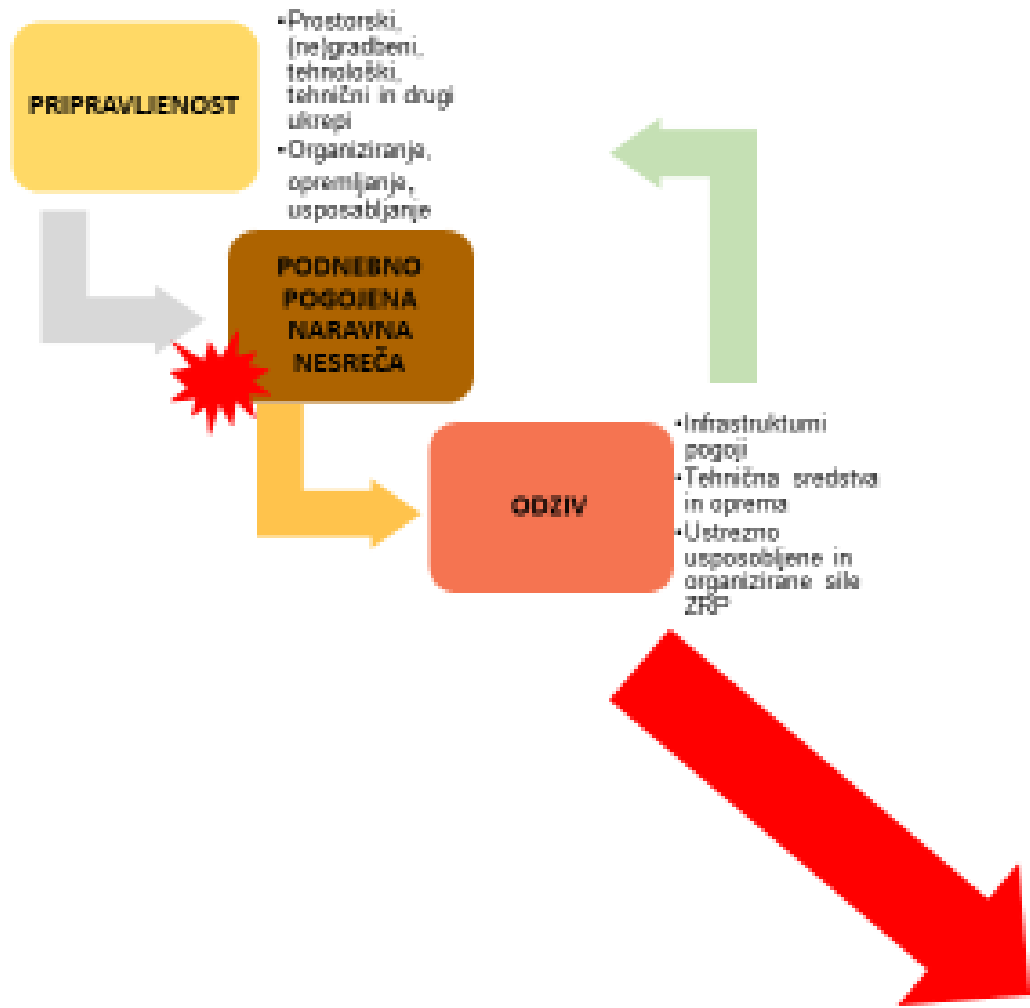 PRIPRAVLJENOST
•Prostorski,
(ne)gradbeni,
tehnološki,
tehnični in drugi
ukrepi
•Organiziranje,
opremljanje,
usposabljanje
PODNEBNO
POGOJENA
NARAVNA
NESREČA
ODZIV
•Infrastrukturni
pogoji
•Tehnična sredstva
in oprema
•Ustrezno
usposobljene in
organizirane sile
ZRP